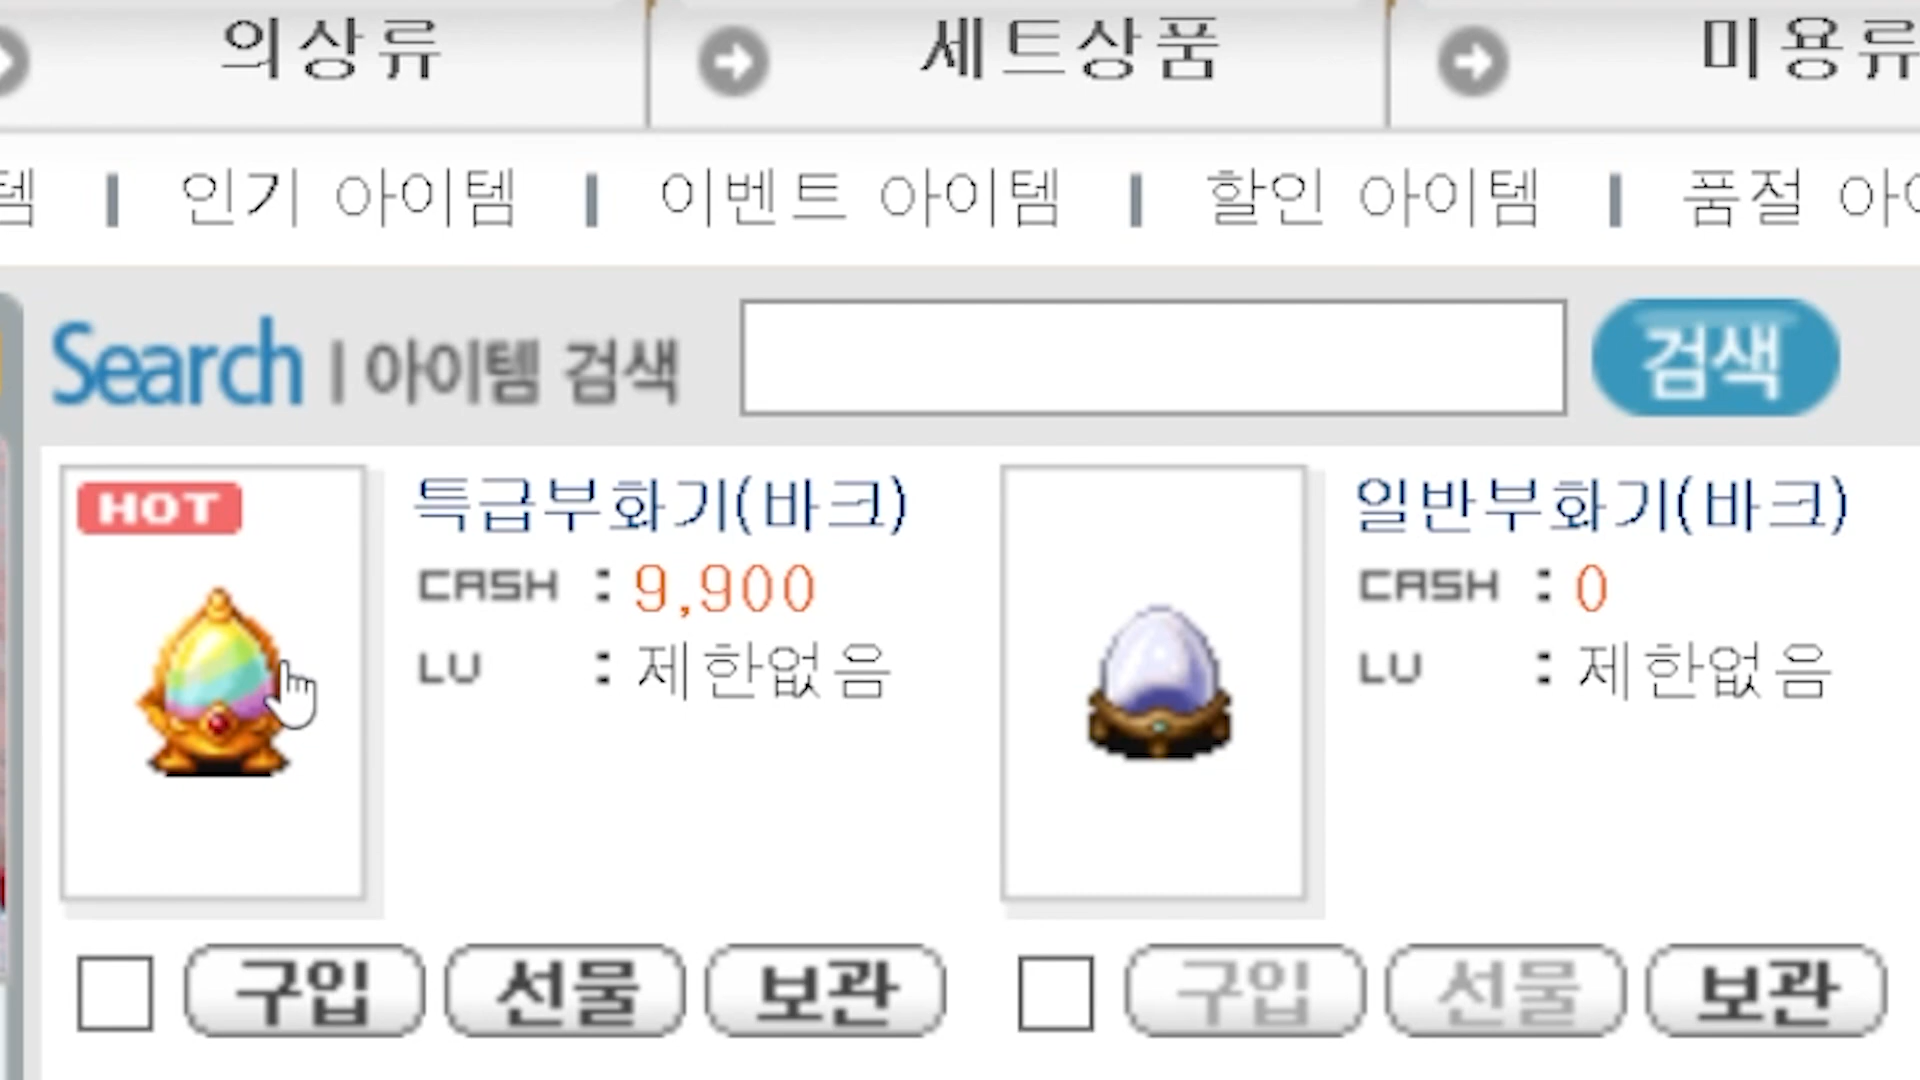 의상류 세트상품 미용류
템 인기 아이템 이벤트 아이템 할인 아이템 품절 아이
Search 아이템 검색 검색
HOT
특급부화기(바크)
CASH : 9,900
LV : 제한없음
구입 선물 보관
일반부화기(바크)
CASH : 0
LV : 제한없음
구입 선물 보관